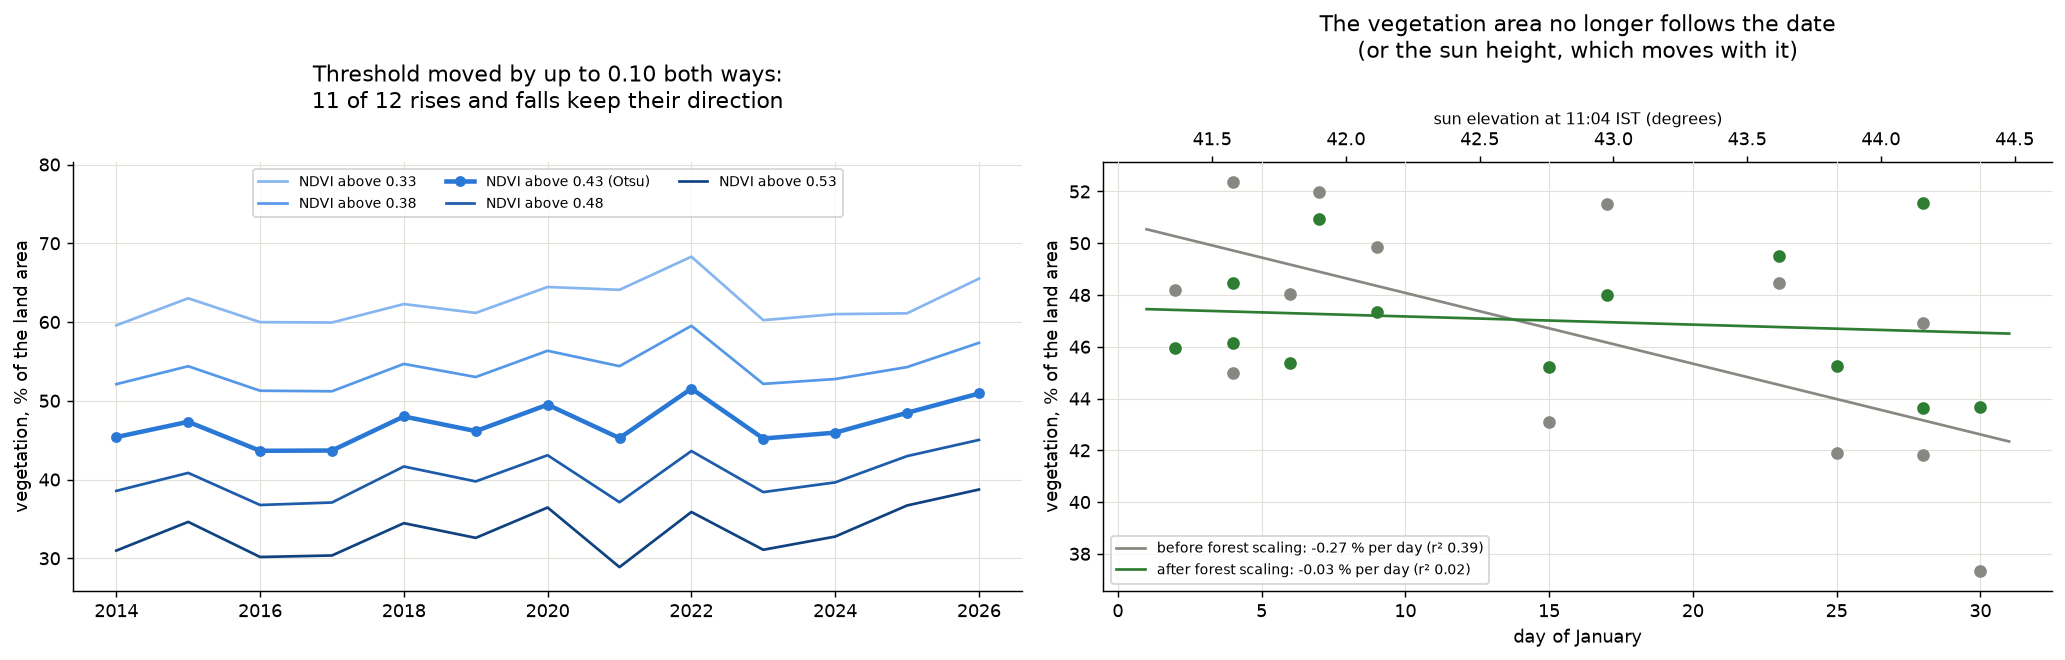 Threshold moved by up to 0.10 both ways:
11 of 12 rises and falls keep their direction
vegetation, % of the land area
80
70
60
50
40
30
NDVI above 0.33
NDVI above 0.38
NDVI above 0.43 (Otsu)
NDVI above 0.48
NDVI above 0.53
2014 2016 2018 2020 2022 2024 2026
The vegetation area no longer follows the date
(or the sun height, which moves with it)
sun elevation at 11:04 IST (degrees)
41.5 42.0 42.5 43.0 43.5 44.0 44.5
vegetation, % of the land area
52
50
48
46
44
42
40
38
before forest scaling: -0.27 % per day (r² 0.39)
after forest scaling: -0.03 % per day (r² 0.02)
0 5 10 15 20 25 30
day of January